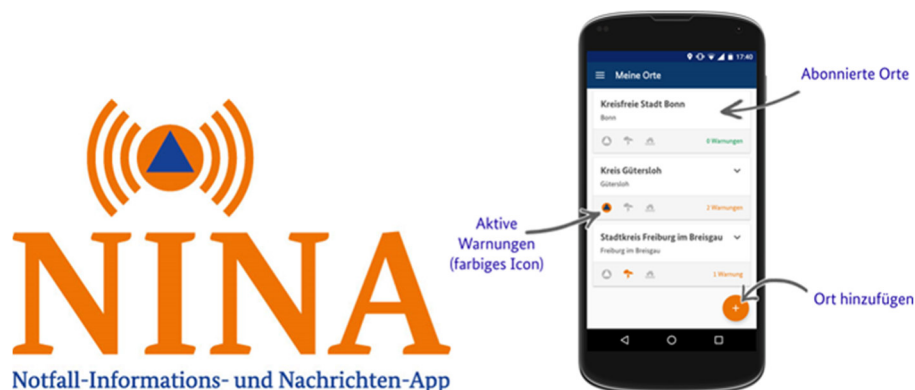 NINA
Notfall-Informations- und Nachrichten-App
17:40
Meine Orte
Kreisfreie Stadt Bonn
Bonn
0 Warnungen
Kreis Gütersloh
Gütersloh
2 Warnungen
Stadtkreis Freiburg im Breisgau
Freiburg im Breisgau
1 Warnung
+
Abonnierte Orte
Aktive
Warnungen
(farbiges Icon)
Ort hinzufügen